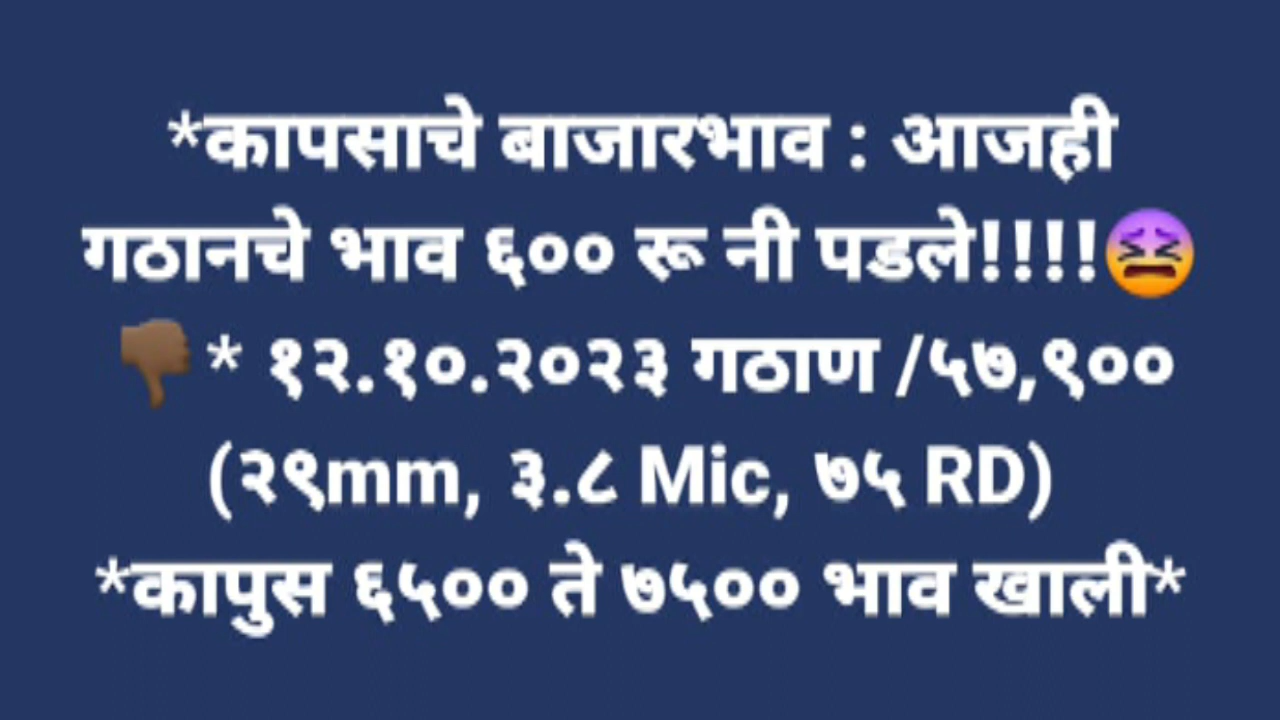 *कापसाचे बाजारभाव : आजही
गठानचे भाव ६०० रू नी पडले!!!!😫
👎🏾* १२.१०.२०२३ गठाण /५७,९००
(२९mm, ३.८ Mic, ७५ RD)
*कापुस ६५०० ते ७५०० भाव खाली*